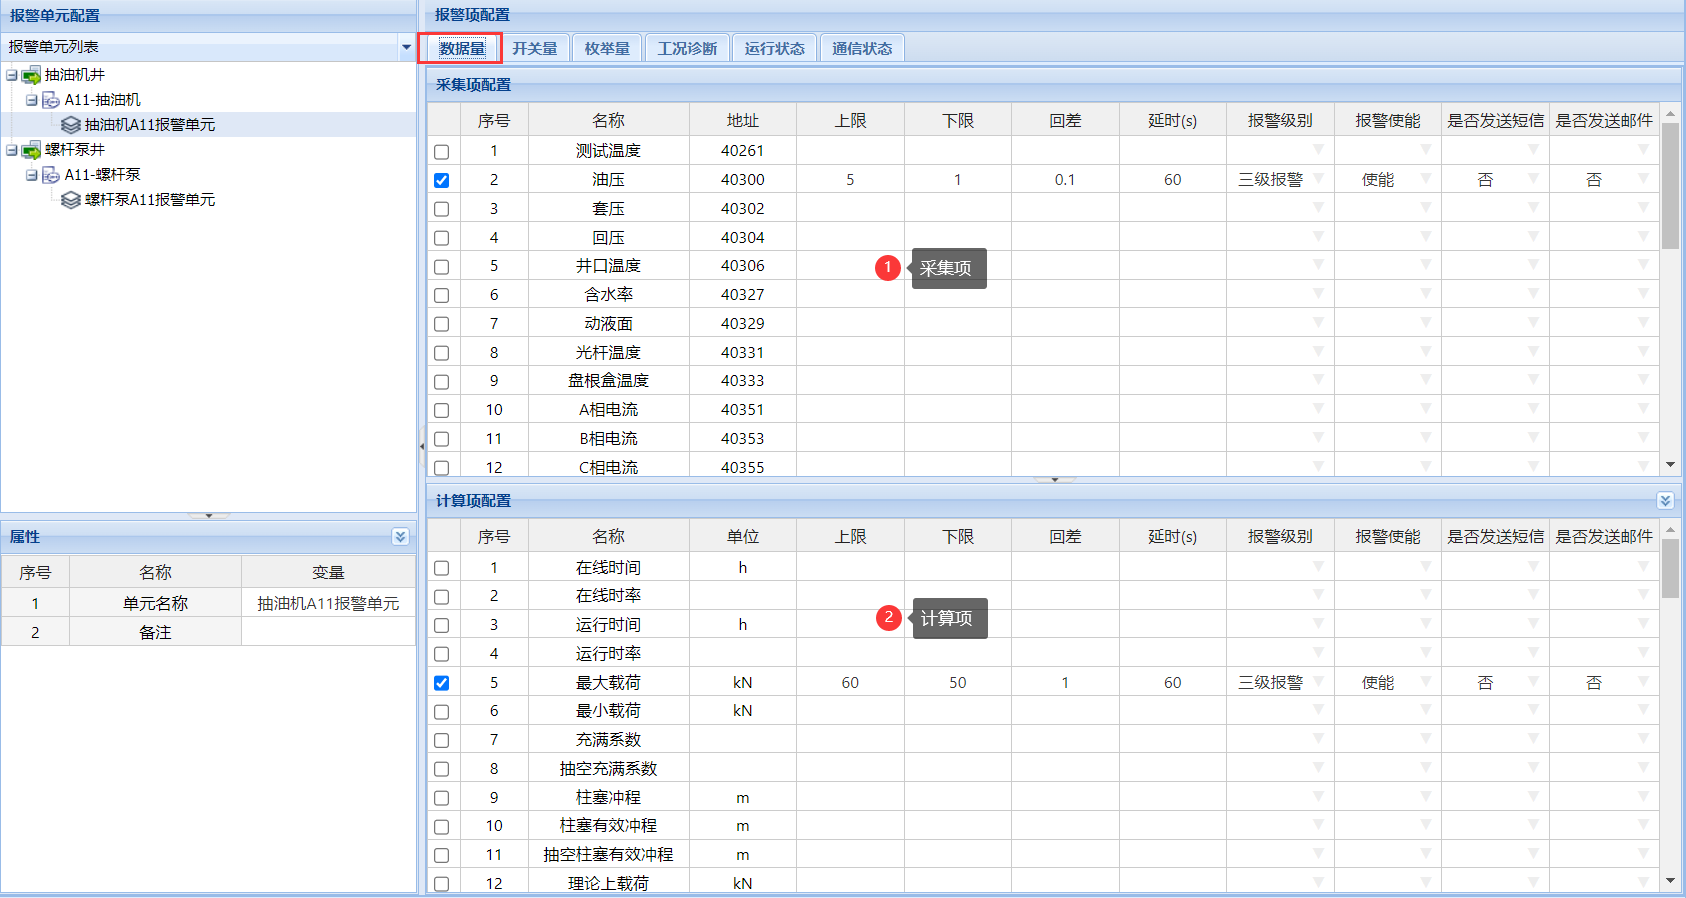 报警单元配置
报警单元列表
抽油机井
A11-抽油机
抽油机A11报警单元
螺杆泵井
A11-螺杆泵
螺杆泵A11报警单元
属性
序号 名称 变量
1 单元名称 抽油机A11报警单元
2 备注
报警项配置
数据量 开关量 枚举量 工况诊断 运行状态 通信状态
采集项配置
序号 名称 地址 上限 下限 回差 延时(s) 报警级别 报警使能 是否发送短信 是否发送邮件
1 测试温度 40261
2 油压 40300 5 1 0.1 60 三级报警 使能 否 否
3 套压 40302
4 回压 40304
5 井口温度 40306
1 采集项
6 含水率 40327
7 动液面 40329
8 光杆温度 40331
9 盘根盒温度 40333
10 A相电流 40351
11 B相电流 40353
12 C相电流 40355
计算项配置
序号 名称 单位 上限 下限 回差 延时(s) 报警级别 报警使能 是否发送短信 是否发送邮件
1 在线时间 h
2 在线时率
3 运行时间 h
2 计算项
4 运行时率
5 最大载荷 kN 60 50 1 60 三级报警 使能 否 否
6 最小载荷 kN
7 充满系数
8 抽空充满系数
9 柱塞冲程 m
10 柱塞有效冲程 m
11 抽空柱塞有效冲程 m
12 理论上载荷 kN